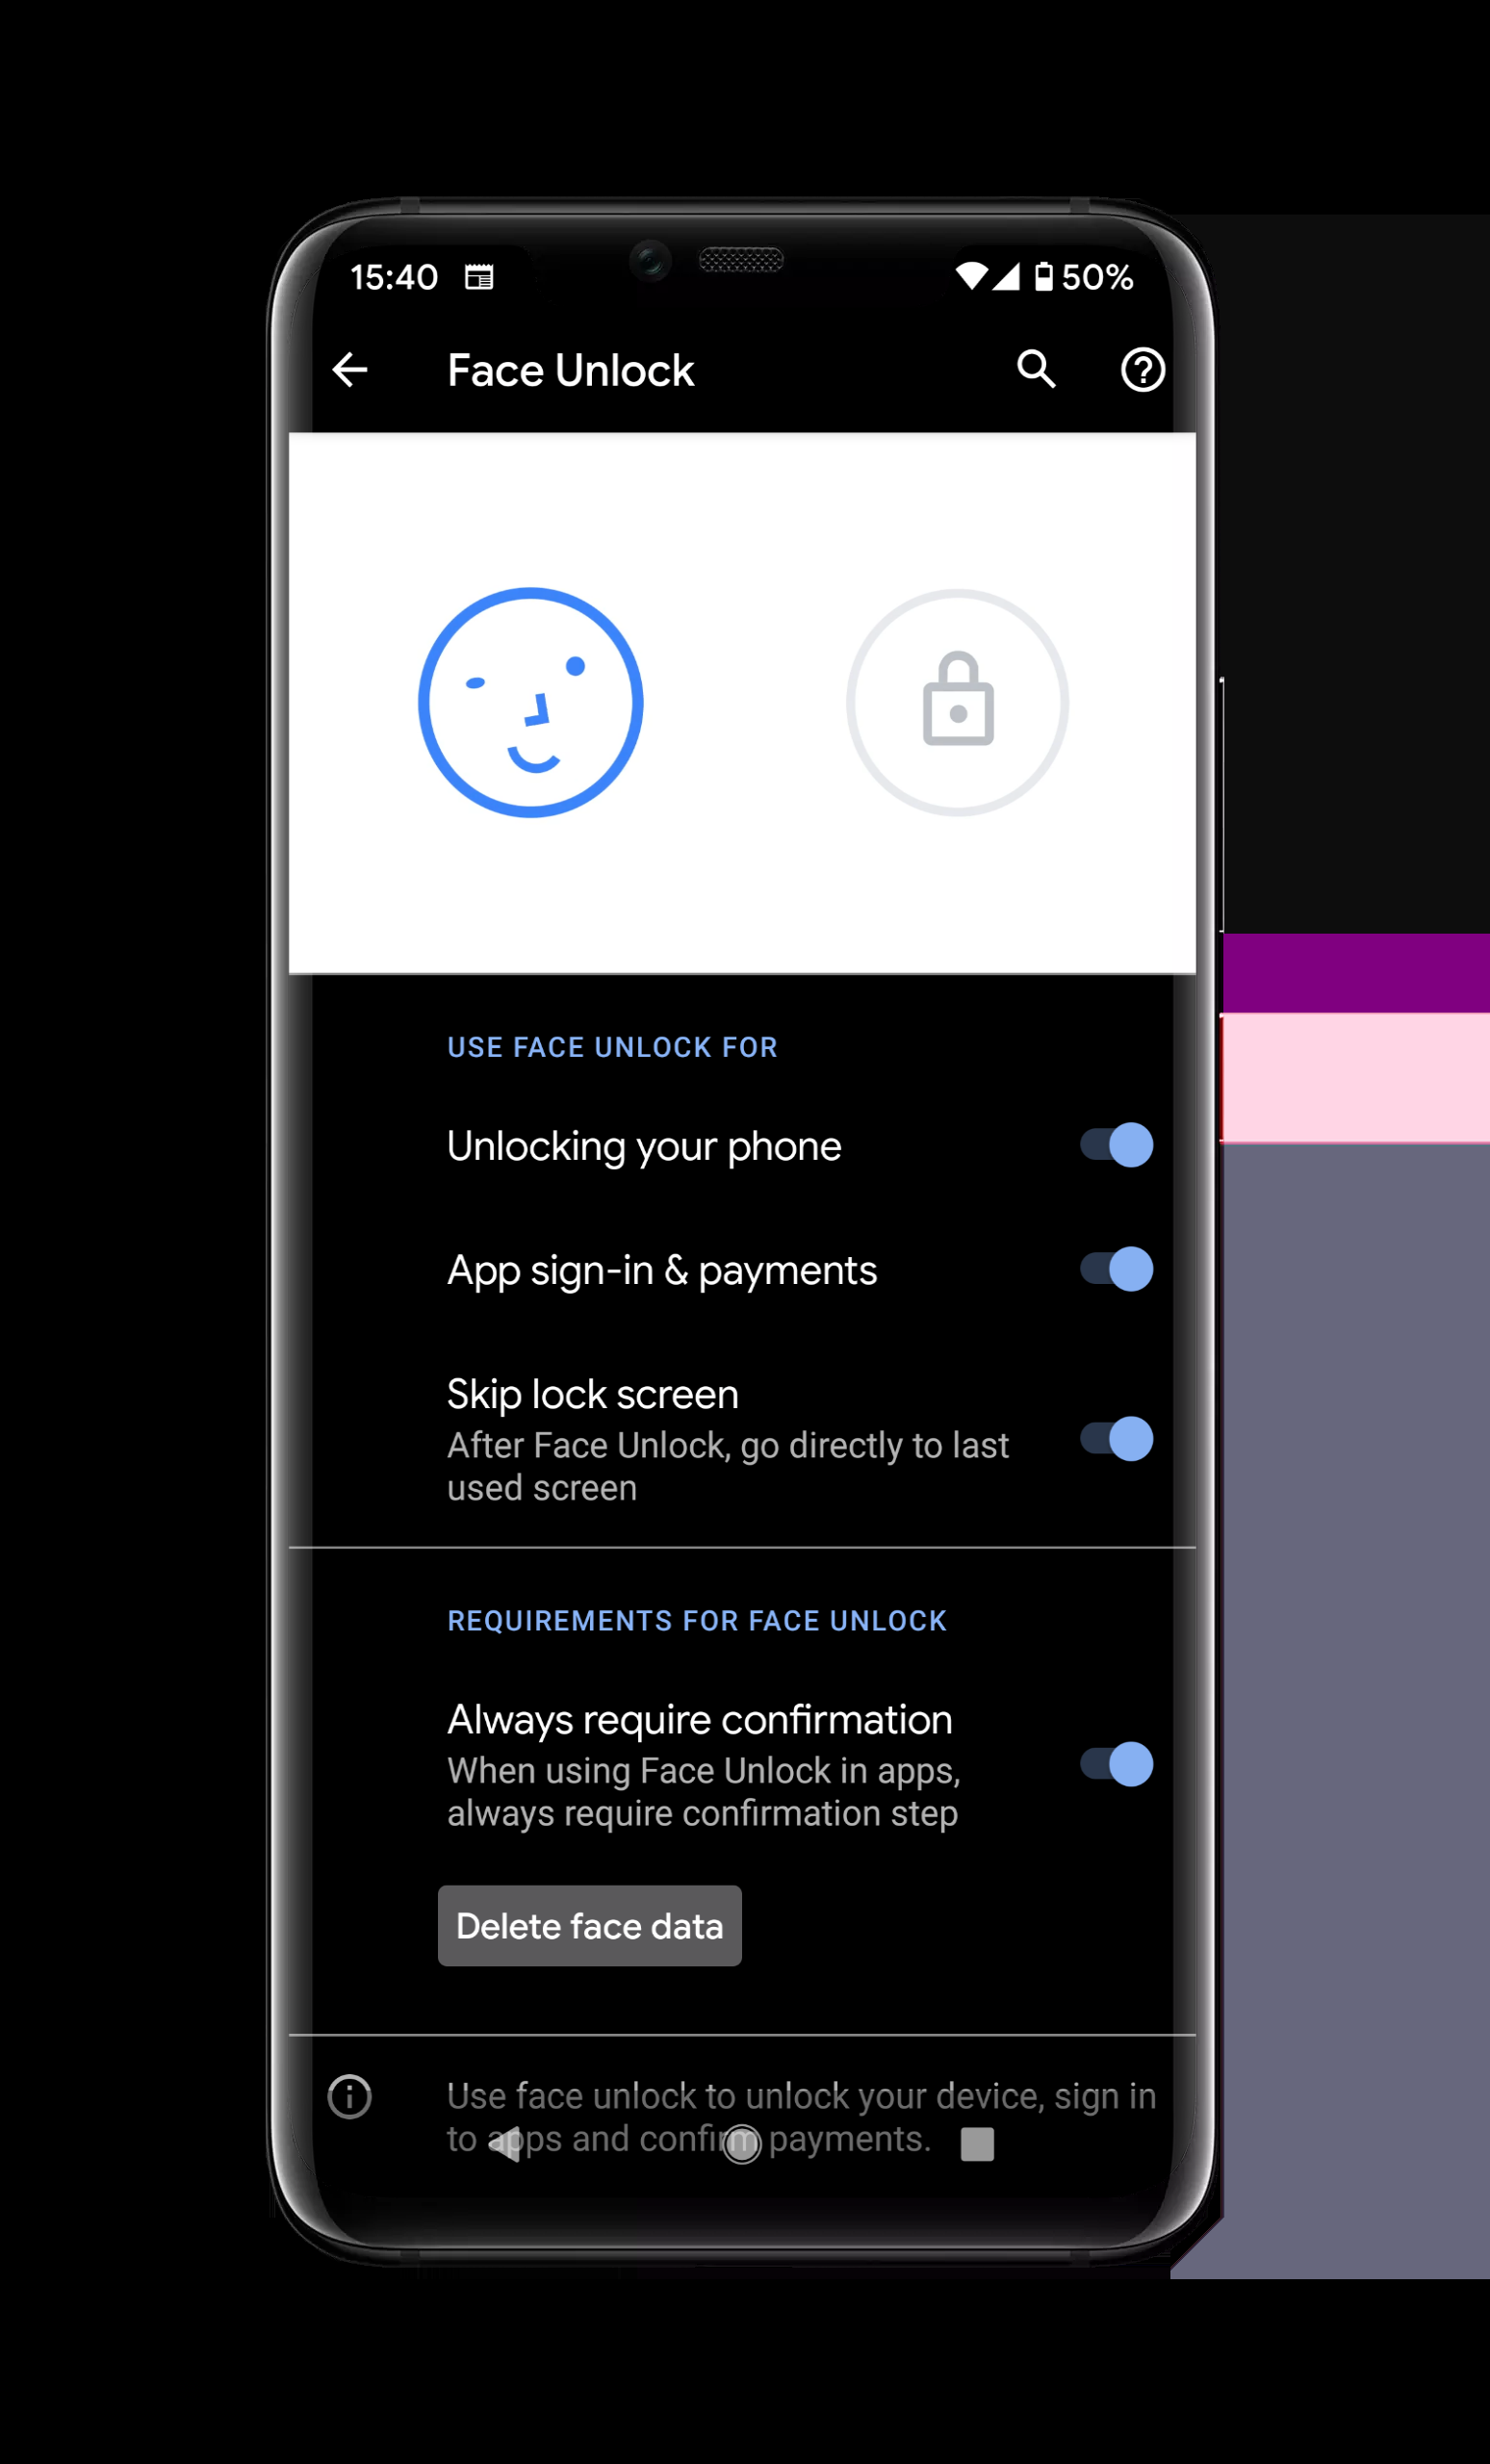 15:40 50%
Face Unlock
USE FACE UNLOCK FOR
Unlocking your phone
App sign-in & payments
Skip lock screen
After Face Unlock, go directly to last
used screen
REQUIREMENTS FOR FACE UNLOCK
Always require confirmation
When using Face Unlock in apps,
always require confirmation step
Delete face data
Use face unlock to unlock your device, sign in
to apps and confirm payments.